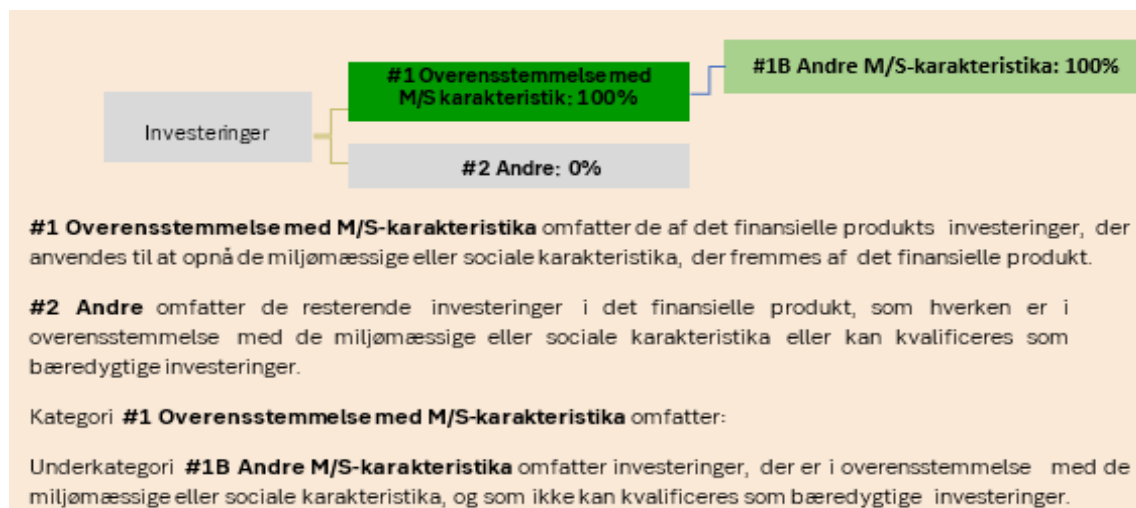 #1B Andre M/S-karakteristika: 100%
#1 Overensstemmelse med
M/S karakteristik: 100%
Investeringer
#2 Andre: 0%
#1 Overensstemmelse med M/S-karakteristika omfatter de af det finansielle produkts investeringer, der
anvendes til at opnå de miljømæssige eller sociale karakteristika, der fremmes af det finansielle produkt.
#2 Andre omfatter de resterende investeringer i det finansielle produkt, som hverken er i
overensstemmelse med de miljømæssige eller sociale karakteristika eller kan kvalificeres som
bæredygtige investeringer.
Kategori #1 Overensstemmelse med M/S-karakteristika omfatter:
Underkategori #1B Andre M/S-karakteristika omfatter investeringer, der er i overensstemmelse med de
miljømæssige eller sociale karakteristika, og som ikke kan kvalificeres som bæredygtige investeringer.